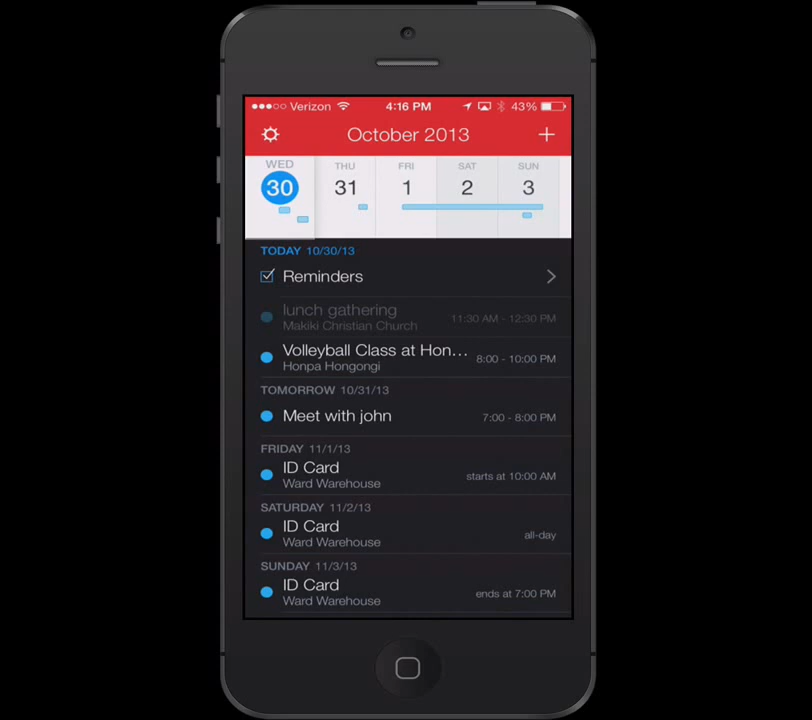 Verizon 4:16 PM 43%
October 2013
WED THU FRI SAT SUN
30 31 1 2 3
TODAY 10/30/13
Reminders
lunch gathering
Makiki Christian Church 11:30 AM - 12:30 PM
Volleyball Class at Hon...
Honpa Hongongi 8:00 - 10:00 PM
TOMORROW 10/31/13
Meet with john 7:00 - 8:00 PM
FRIDAY 11/1/13
ID Card
Ward Warehouse starts at 10:00 AM
SATURDAY 11/2/13
ID Card
Ward Warehouse all-day
SUNDAY 11/3/13
ID Card
Ward Warehouse ends at 7:00 PM